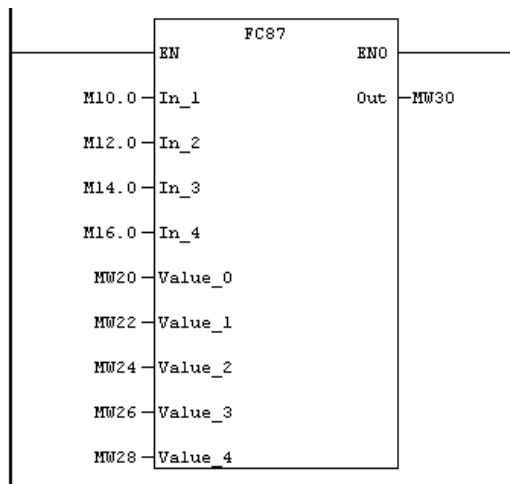 FC87
EN ENO
M10.0 In_1 Out MW30
M12.0 In_2
M14.0 In_3
M16.0 In_4
MW20 Value_0
MW22 Value_1
MW24 Value_2
MW26 Value_3
MW28 Value_4